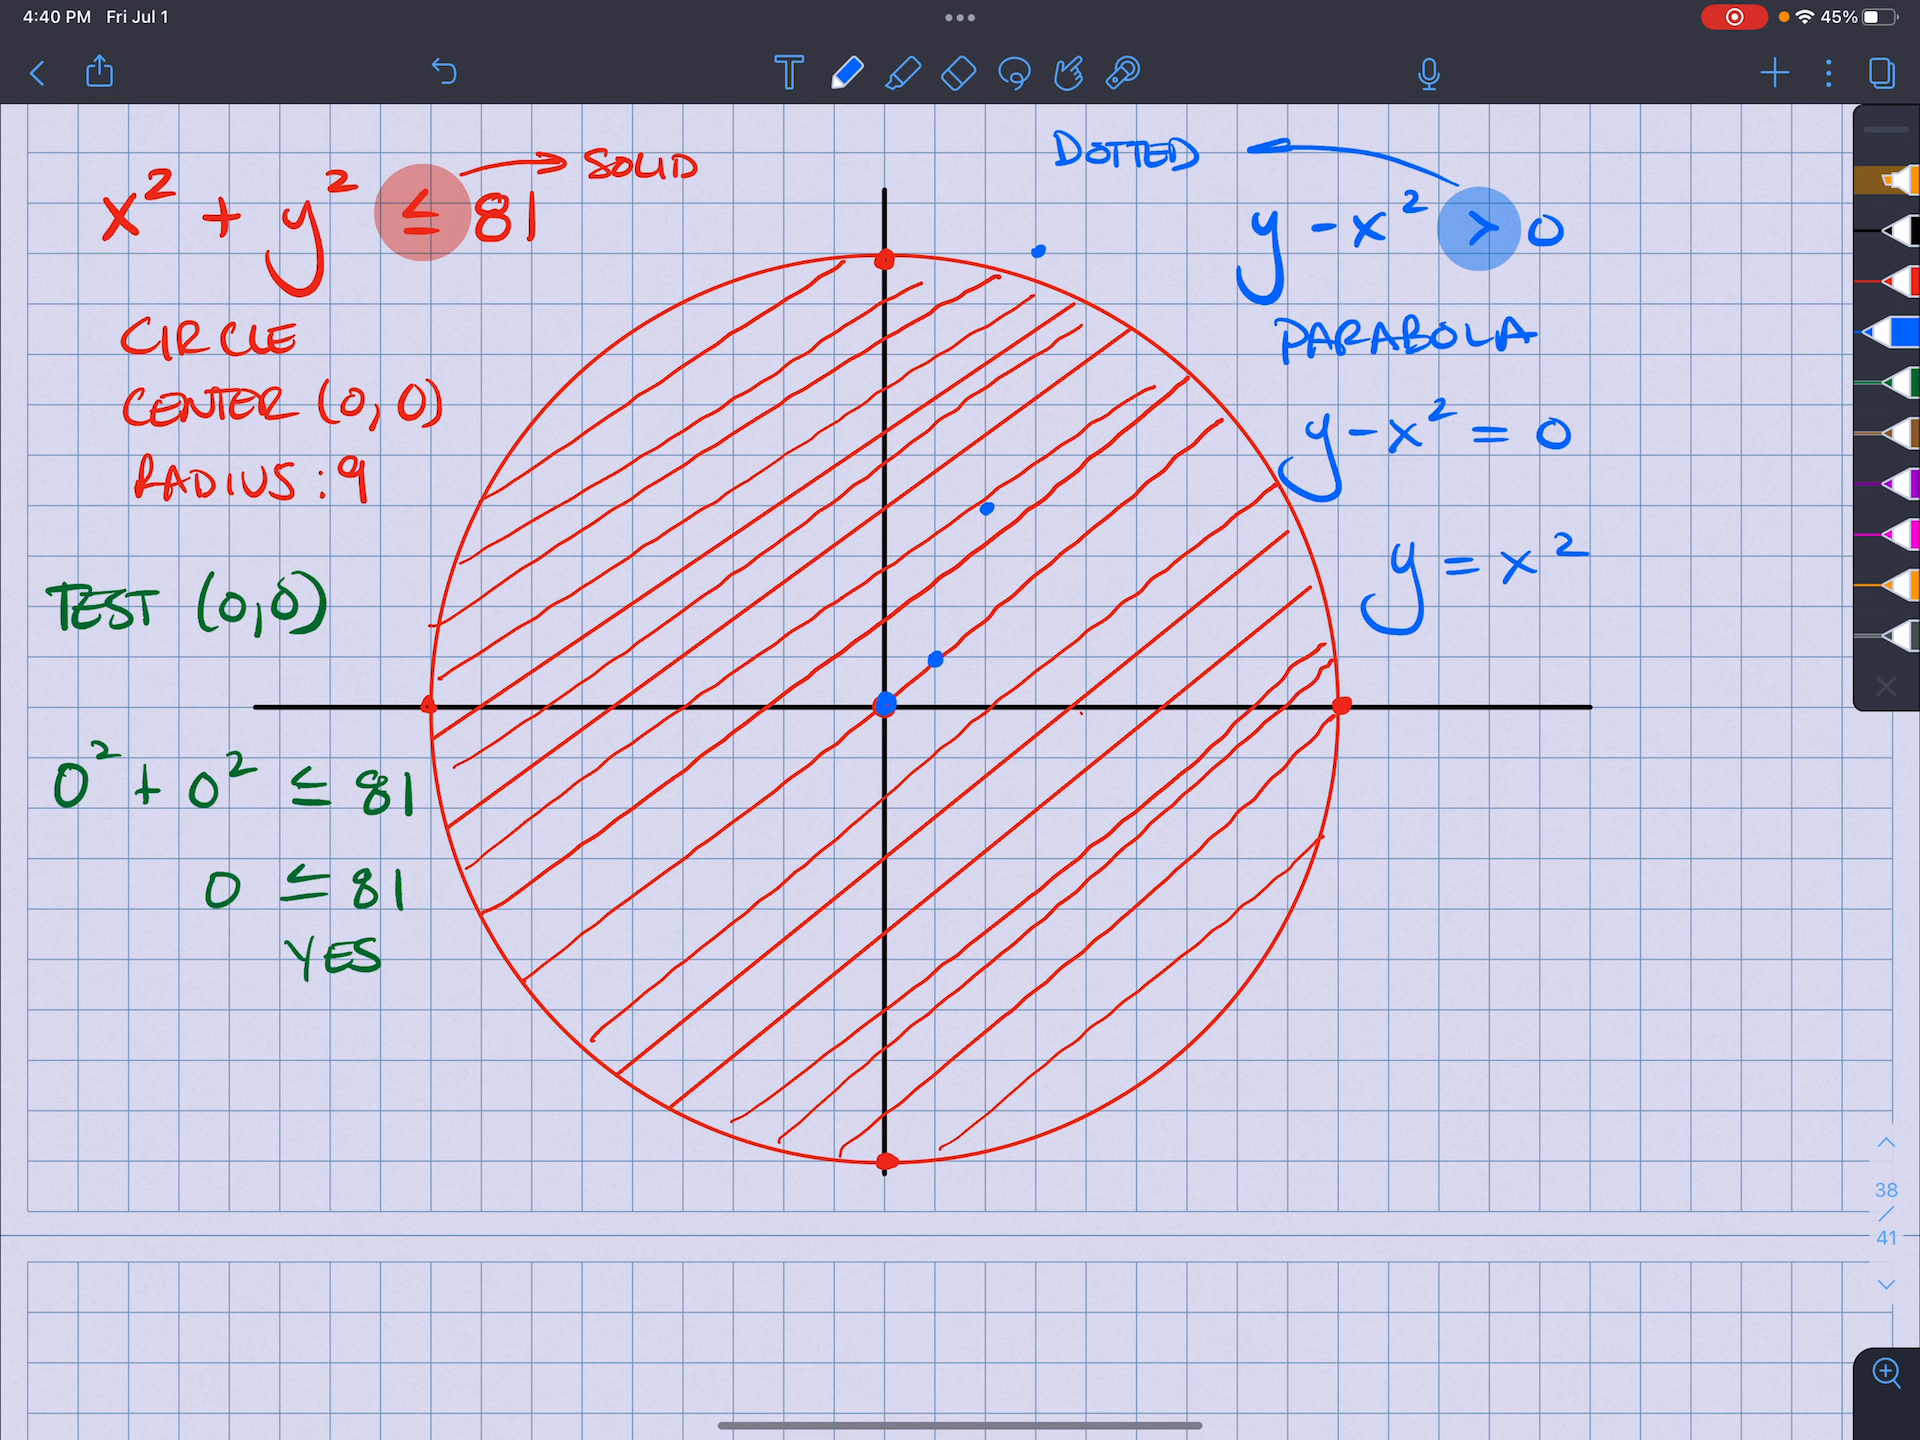 4:40 PM Fri Jul 1
45%
x² + y² ≤ 81 → SOLID
CIRCLE
CENTER (0,0)
RADIUS: 9
TEST (0,0)
0² + 0² ≤ 81
0 ≤ 81
YES
DOTTED
y - x² > 0
PARABOLA
y - x² = 0
y = x²
38
/
41